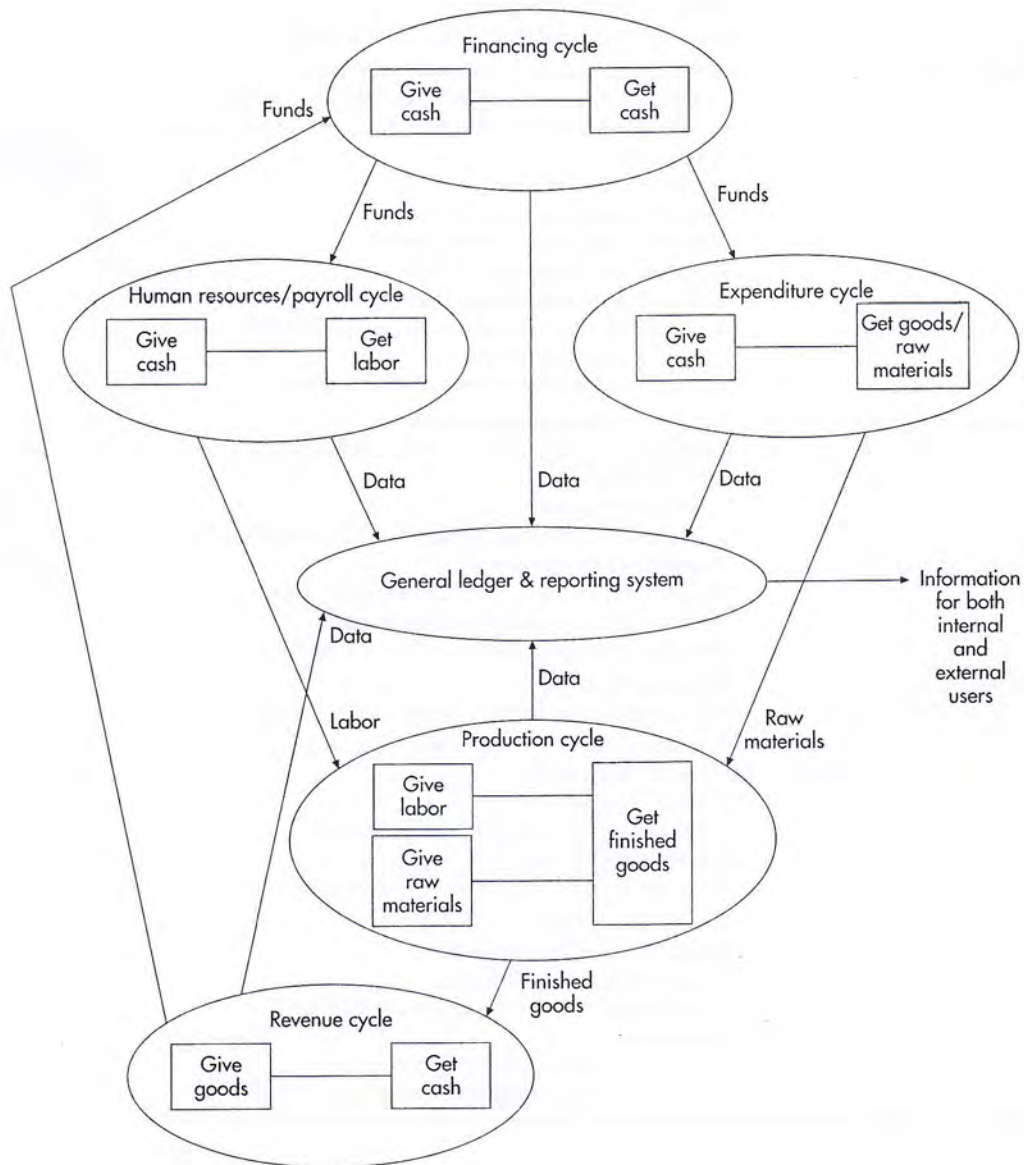 Financing cycle
Give
cash
Get
cash
Funds
Funds
Funds
Human resources/payroll cycle
Give
cash
Get
labor
Expenditure cycle
Give
cash
Get goods/
raw
materials
Data
Data
Data
General ledger & reporting system
Information
for both
internal
and
external
users
Data
Data
Labor
Raw
materials
Production cycle
Give
labor
Give
raw
materials
Get
finished
goods
Finished
goods
Revenue cycle
Give
goods
Get
cash